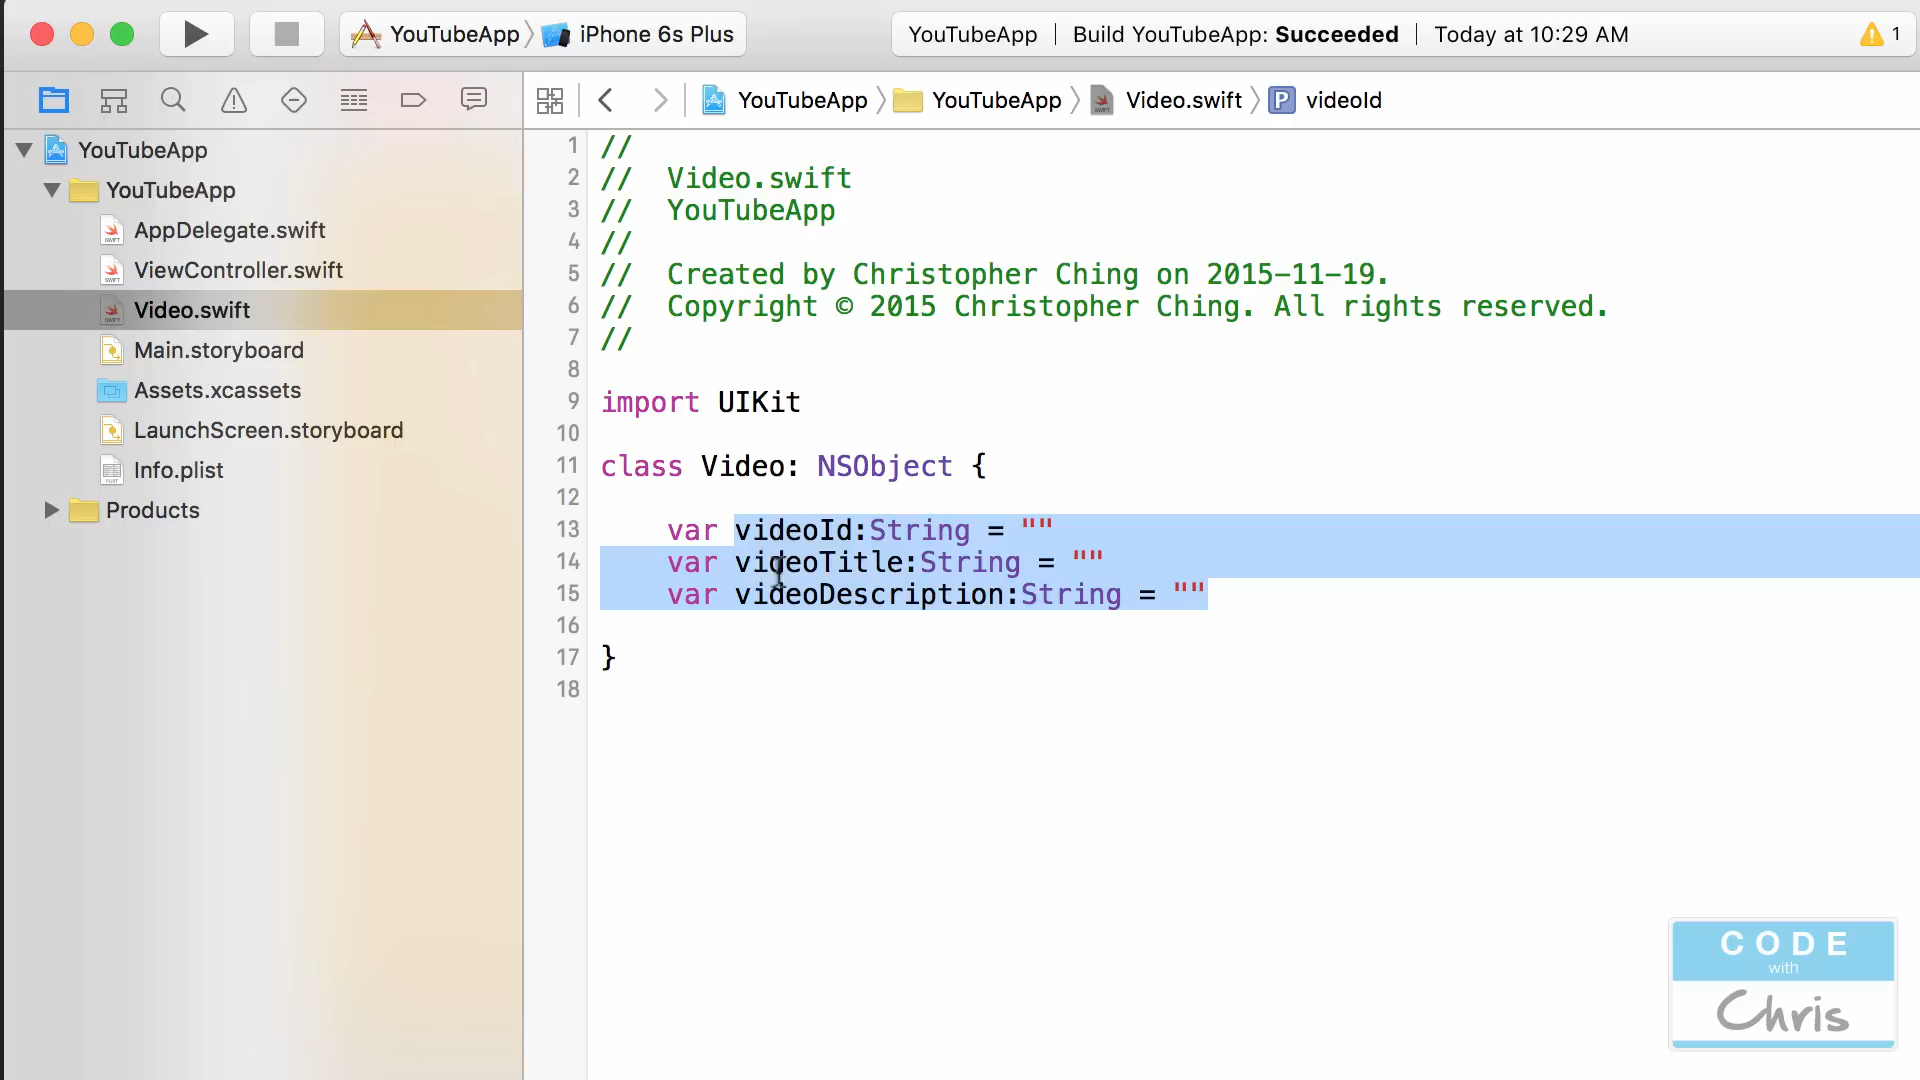 YouTubeApp iPhone 6s Plus
YouTubeApp | Build YouTubeApp: Succeeded | Today at 10:29 AM 1
YouTubeApp YouTubeApp Video.swift P videoId
YouTubeApp
YouTubeApp
AppDelegate.swift
ViewController.swift
Video.swift
Main.storyboard
Assets.xcassets
LaunchScreen.storyboard
Info.plist
Products
1 //
2 //  Video.swift
3 //  YouTubeApp
4 //
5 //  Created by Christopher Ching on 2015-11-19.
6 //  Copyright © 2015 Christopher Ching. All rights reserved.
7 //
8
9 import UIKit
10
11 class Video: NSObject {
12
13     var videoId:String = ""
14     var videoTitle:String = ""
15     var videoDescription:String = ""
16
17 }
18
CODE
with
Chris